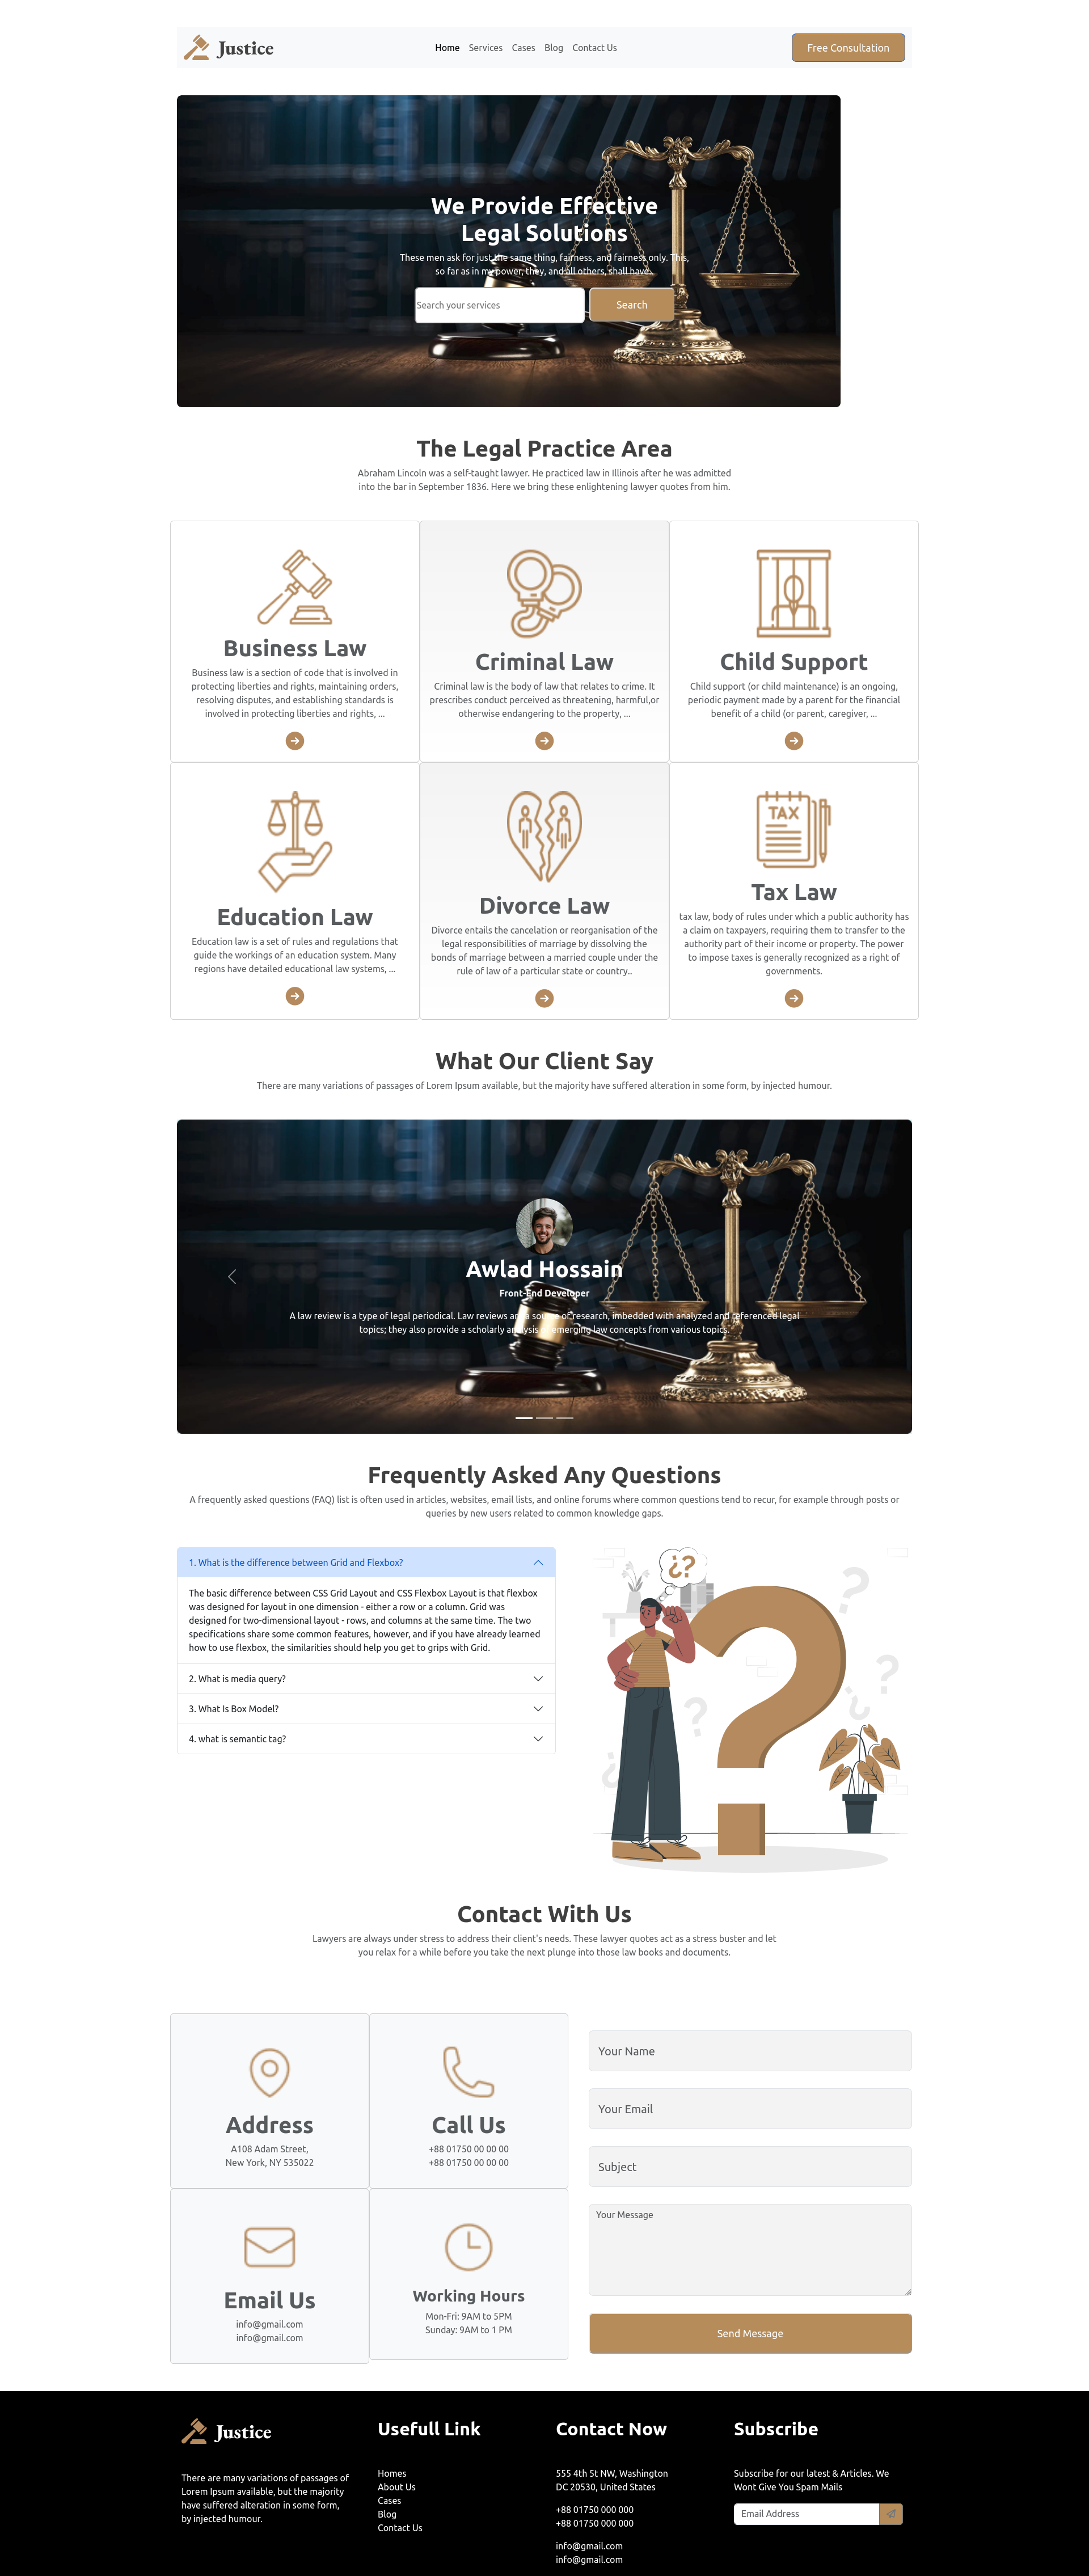 Justice
Home Services Cases Blog Contact Us
Free Consultation
We Provide Effective
Legal Solutions
These men ask for just the same thing, fairness, and fairness only. This,
so far as in my power, they, and all others, shall have.
Search your services
Search
The Legal Practice Area
Abraham Lincoln was a self-taught lawyer. He practiced law in Illinois after he was admitted
into the bar in September 1836. Here we bring these enlightening lawyer quotes from him.
Business Law
Business law is a section of code that is involved in
protecting liberties and rights, maintaining orders,
resolving disputes, and establishing standards is
involved in protecting liberties and rights, ...
Criminal Law
Criminal law is the body of law that relates to crime. It
prescribes conduct perceived as threatening, harmful,or
otherwise endangering to the property, ...
Child Support
Child support (or child maintenance) is an ongoing,
periodic payment made by a parent for the financial
benefit of a child (or parent, caregiver, ...
Education Law
Education law is a set of rules and regulations that
guide the workings of an education system. Many
regions have detailed educational law systems, ...
Divorce Law
Divorce entails the cancelation or reorganisation of the
legal responsibilities of marriage by dissolving the
bonds of marriage between a married couple under the
rule of law of a particular state or country..
TAX
Tax Law
tax law, body of rules under which a public authority has
a claim on taxpayers, requiring them to transfer to the
authority part of their income or property. The power
to impose taxes is generally recognized as a right of
governments.
What Our Client Say
There are many variations of passages of Lorem Ipsum available, but the majority have suffered alteration in some form, by injected humour.
Awlad Hossain
Front-End Developer
A law review is a type of legal periodical. Law reviews are a source of research, imbedded with analyzed and referenced legal
topics; they also provide a scholarly analysis of emerging law concepts from various topics.
Frequently Asked Any Questions
A frequently asked questions (FAQ) list is often used in articles, websites, email lists, and online forums where common questions tend to recur, for example through posts or
queries by new users related to common knowledge gaps.
1. What is the difference between Grid and Flexbox?
The basic difference between CSS Grid Layout and CSS Flexbox Layout is that flexbox
was designed for layout in one dimension - either a row or a column. Grid was
designed for two-dimensional layout - rows, and columns at the same time. The two
specifications share some common features, however, and if you have already learned
how to use flexbox, the similarities should help you get to grips with Grid.
2. What is media query?
3. What Is Box Model?
4. what is semantic tag?
¿?
Contact With Us
Lawyers are always under stress to address their client's needs. These lawyer quotes act as a stress buster and let
you relax for a while before you take the next plunge into those law books and documents.
Address
A108 Adam Street,
New York, NY 535022
Call Us
+88 01750 00 00 00
+88 01750 00 00 00
Email Us
info@gmail.com
info@gmail.com
Working Hours
Mon-Fri: 9AM to 5PM
Sunday: 9AM to 1 PM
Your Name
Your Email
Subject
Your Message
Send Message
Justice
There are many variations of passages of
Lorem Ipsum available, but the majority
have suffered alteration in some form,
by injected humour.
Usefull Link
Homes
About Us
Cases
Blog
Contact Us
Contact Now
555 4th 5t NW, Washington
DC 20530, United States
+88 01750 000 000
+88 01750 000 000
info@gmail.com
info@gmail.com
Subscribe
Subscribe for our latest & Articles. We
Wont Give You Spam Mails
Email Address